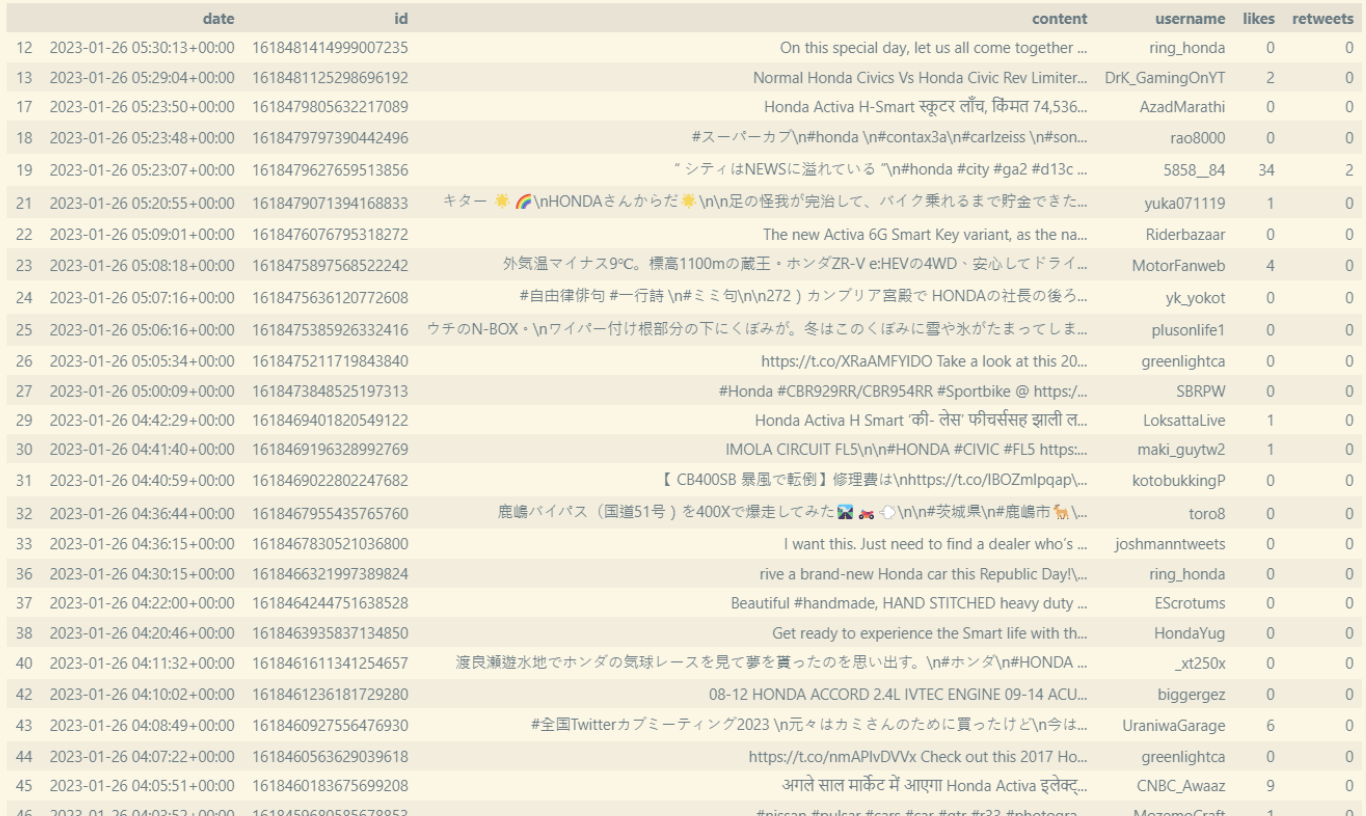 date id content username likes retweets
12 2023-01-26 05:30:13+00:00 1618481414999007235 On this special day, let us all come together ... ring_honda 0 0
13 2023-01-26 05:29:04+00:00 1618481125298696192 Normal Honda Civics Vs Honda Civic Rev Limiter... DrK_GamingOnYT 2 0
17 2023-01-26 05:23:50+00:00 1618479805632217089 Honda Activa H-Smart स्कूटर लाँच, किंमत 74,536... AzadMarathi 0 0
18 2023-01-26 05:23:48+00:00 1618479797390442496 #スーパーカブ\n#honda \n#contax3a\n#carlzeiss \n#son... rao8000 0 0
19 2023-01-26 05:23:07+00:00 1618479627659513856 “ シティはNEWSに溢れている ”\n#honda #city #ga2 #d13c ... 5858__84 34 2
21 2023-01-26 05:20:55+00:00 1618479071394168833 キター 🌟 🌈\nHONDAさんからだ🌟\n\n足の怪我が完治して、バイク乗れるまで貯金できた... yuka071119 1 0
22 2023-01-26 05:09:01+00:00 1618476076795318272 The new Activa 6G Smart Key variant, as the na... Riderbazaar 0 0
23 2023-01-26 05:08:18+00:00 1618475897568522242 外気温マイナス9℃。標高1100mの蔵王・ホンダZR-V e:HEVの4WD、安心してドライ... MotorFanweb 4 0
24 2023-01-26 05:07:16+00:00 1618475636120772608 #自由律俳句 #一行詩 \n#ミミ句\n\n272 ) カンブリア宮殿で HONDAの社長の後ろ... yk_yokot 0 0
25 2023-01-26 05:06:16+00:00 1618475385926332416 ウチのN-BOX・\nワイパー付け根部分の下にくぼみが。冬はこのくぼみに雪や氷がたまってしま... plusonlife1 0 0
26 2023-01-26 05:05:34+00:00 1618475211719843840 https://t.co/XRaAMFYIDO Take a look at this 20... greenlightca 0 0
27 2023-01-26 05:00:09+00:00 1618473848525197313 #Honda #CBR929RR/CBR954RR #Sportbike @ https:/... SBRPW 0 0
29 2023-01-26 04:42:29+00:00 1618469401820549122 Honda Activa H Smart ‘की- लेस’ फीचर्ससह झाली ल... LoksattaLive 1 0
30 2023-01-26 04:41:40+00:00 1618469196328992769 IMOLA CIRCUIT FL5\n\n#HONDA #CIVIC #FL5 https:... maki_guytw2 1 0
31 2023-01-26 04:40:59+00:00 1618469022802247682 【 CB400SB 暴風で転倒】修理費は\nhttps://t.co/IBOZmIpqap\... kotobukkingP 0 0
32 2023-01-26 04:36:44+00:00 1618467955435765760 鹿嶋バイパス（国道51号 ) を400Xで爆走してみた🛣️ 🏍️ 💨\n\n#茨城県\n#鹿嶋市🦌\... toro8 0 0
33 2023-01-26 04:36:15+00:00 1618467830521036800 I want this. Just need to find a dealer who’s ... joshmanntweets 0 0
36 2023-01-26 04:30:15+00:00 1618466321997389824 rive a brand-new Honda car this Republic Day!\... ring_honda 0 0
37 2023-01-26 04:22:00+00:00 1618464244751638528 Beautiful #handmade, HAND STITCHED heavy duty ... EScrotums 0 0
38 2023-01-26 04:20:46+00:00 1618463935837134850 Get ready to experience the Smart life with th... HondaYug 0 0
40 2023-01-26 04:11:32+00:00 1618461611341254657 渡良瀬遊水地でホンダの気球レースを見て夢を貰ったのを思い出す。\n#ホンダ\n#HONDA ... _xt250x 0 0
42 2023-01-26 04:10:02+00:00 1618461236181729280 08-12 HONDA ACCORD 2.4L IVTEC ENGINE 09-14 ACU... biggergez 0 0
43 2023-01-26 04:08:49+00:00 1618460927556476930 #全国Twitterカブミーティング2023 \n元々はカミさんのために買ったけど\n今は... UraniwaGarage 6 0
44 2023-01-26 04:07:22+00:00 1618460563629039618 https://t.co/nmAPIvDVVx Check out this 2017 Ho... greenlightca 0 0
45 2023-01-26 04:05:51+00:00 1618460183675699208 अगले साल मार्केट में आएगा Honda Activa इलेक्ट्... CNBC_Awaaz 9 0
46 2023-01-26 04:03:52+00:00 1618459680585678853 #nissan #pulsar #cars #car #gtr #r33 #photogra... MozemoCraft 1 0